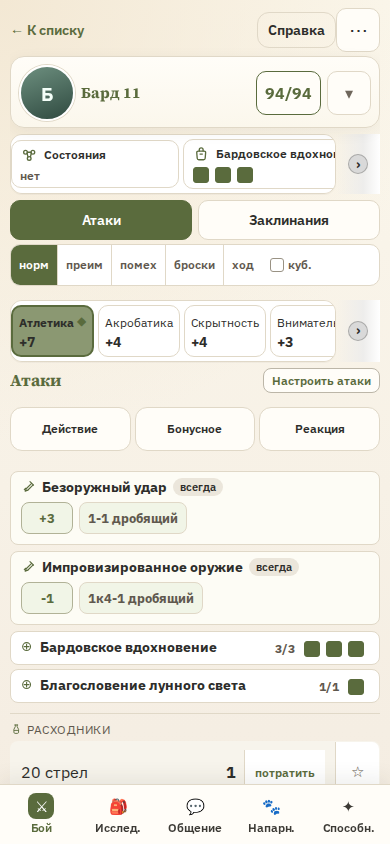 ← К списку
Справка
...
Б
Бард 11
94/94
▼
Состояния
нет
Бардовское вдохно
Атаки
Заклинания
норм
преим
помех
броски
ход
куб.
Атлетика
+7
Акробатика
+4
Скрытность
+4
Внимател
+3
Атаки
Настроить атаки
Действие
Бонусное
Реакция
Безоружный удар
всегда
+3
1-1 дробящий
Импровизированное оружие
всегда
-1
1к4-1 дробящий
Бардовское вдохновение
3/3
Благословение лунного света
1/1
РАСХОДНИКИ
20 стрел
1
потратить
☆
Бой
Исслед.
Общение
Напарн.
Способн.